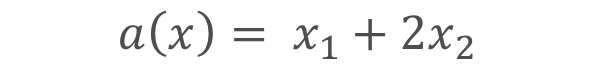 a(x) = x₁ + 2x₂